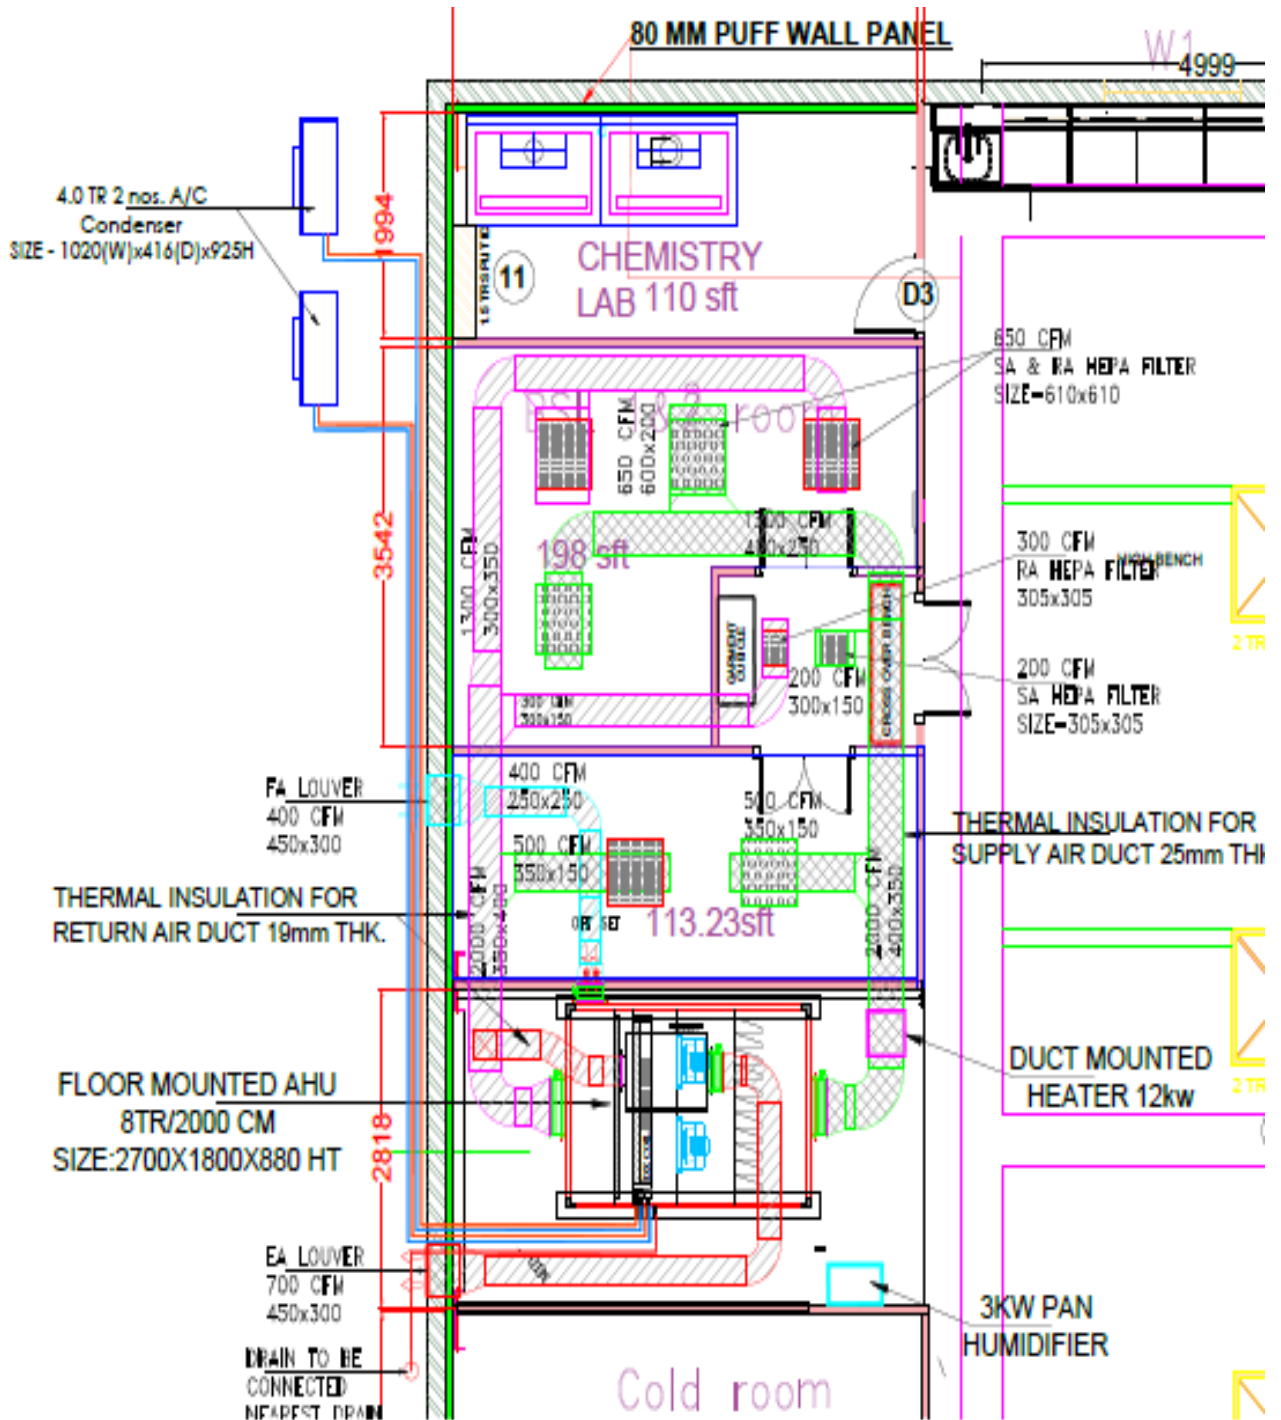 80 MM PUFF WALL PANEL
W1
4999
4.0 TR 2 nos. A/C
Condenser
SIZE - 1020(W)x416(D)x925H
1994
11
CHEMISTRY
LAB 110 sft
D3
650 CFM
SA & RA HEPA FILTER
SIZE-610x610
650 CFM
600x200
3542
198 sft
1300 CFM
300x350
1300 CFM
300 CFM
RA HEPA FILTER
305x305
HIGH BENCH
GARMENT
CUBICLE
CROSS OVER BENCH
2 TR
200 CFM
300x150
200 CFM
SA HEPA FILTER
SIZE-305x305
300 CFM
300x150
FA LOUVER
400 CFM
450x300
400 CFM
250x250
500 CFM
350x150
500 CFM
350x150
THERMAL INSULATION FOR
SUPPLY AIR DUCT 25mm THK
THERMAL INSULATION FOR
RETURN AIR DUCT 19mm THK.
2000 CFM
350x400
113.23sft
2000 CFM
400x350
FLOOR MOUNTED AHU
8TR/2000 CM
SIZE:2700X1800X880 HT
2818
DUCT MOUNTED
HEATER 12kw
2 TR
EA LOUVER
700 CFM
450x300
3KW PAN
HUMIDIFIER
DRAIN TO BE
CONNECTED
NEAREST DRAIN
Cold room